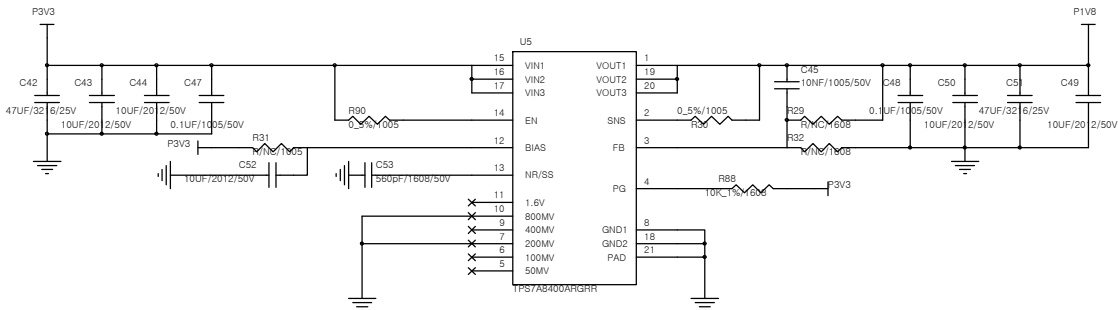 P3V3
P1V8
U5
15
VIN1
VOUT1
1
16
VIN2
VOUT2
19
17
VIN3
VOUT3
20
C42
C43
C44
C47
C45
10NF/1005/50V
C48
C50
C51
C49
47UF/3216/25V
10UF/2012/50V
10UF/2012/50V
0.1UF/1005/50V
R90
0_5%/1005
14
EN
SNS
2
0_5%/1005
R30
R29
R/NC/1608
0.1UF/1005/50V
10UF/2012/50V
47UF/3216/25V
10UF/2012/50V
P3V3
R31
R/NC/1005
12
BIAS
FB
3
R32
R/NC/1608
C52
10UF/2012/50V
C53
560pF/1608/50V
13
NR/SS
PG
4
R88
10K_1%/1608
P3V3
11
1.6V
10
800MV
9
400MV
GND1
8
7
200MV
GND2
18
6
100MV
PAD
21
5
50MV
TPS7A8400ARGRR